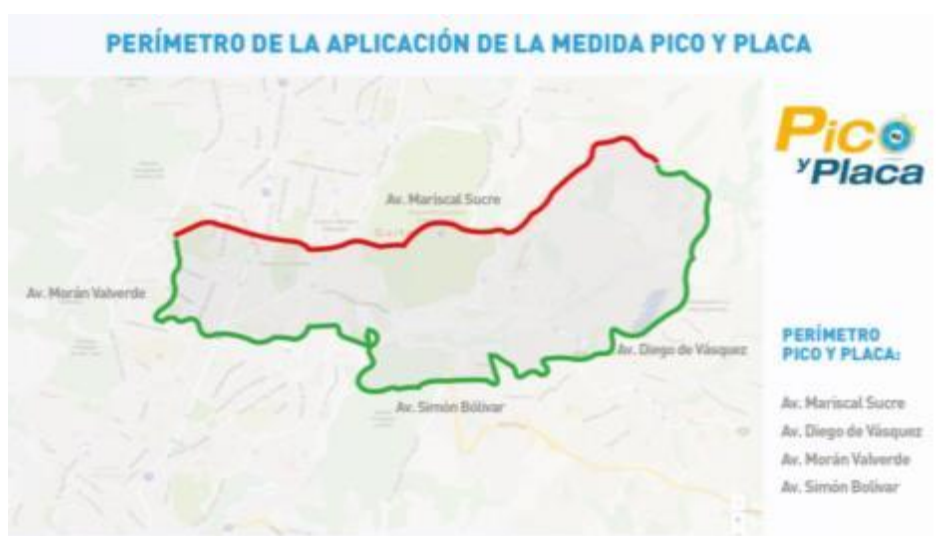 PERÍMETRO DE LA APLICACIÓN DE LA MEDIDA PICO Y PLACA
PiCO
y Placa
Av. Mariscal Sucre
Av. Morán Valverde
Av. Diego de Vásquez
Av. Simón Bólivar
PERÍMETRO
PICO Y PLACA:
Av. Mariscal Sucre
Av. Diego de Vásquez
Av. Morán Valverde
Av. Simón Bolívar